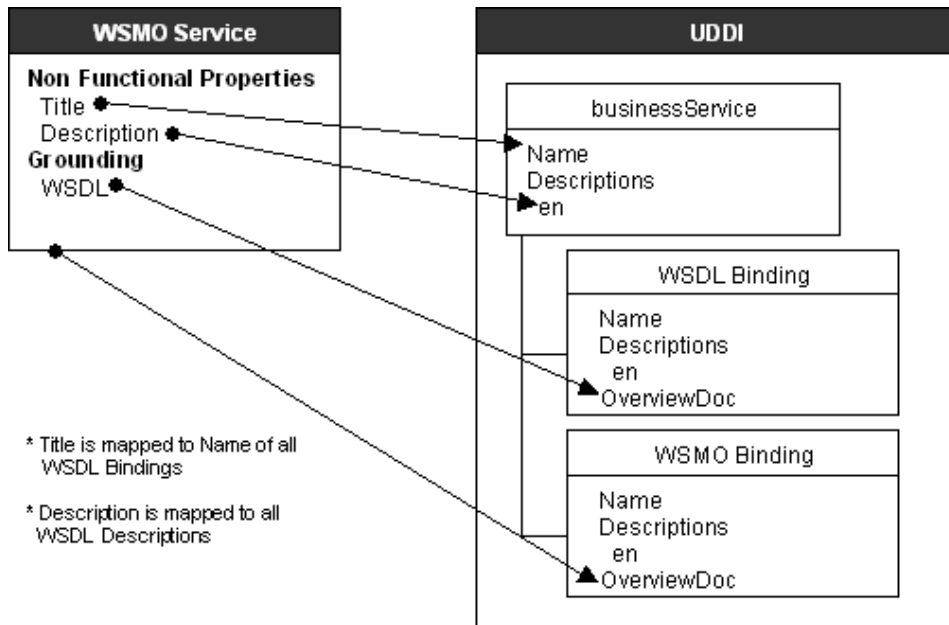 WSMO Service
Non Functional Properties
Title
Description
Grounding
WSDL
* Title is mapped to Name of all
WSDL Bindings
* Description is mapped to all
WSDL Descriptions
UDDI
businessService
Name
Descriptions
en
WSDL Binding
Name
Descriptions
en
OverviewDoc
WSMO Binding
Name
Descriptions
en
OverviewDoc